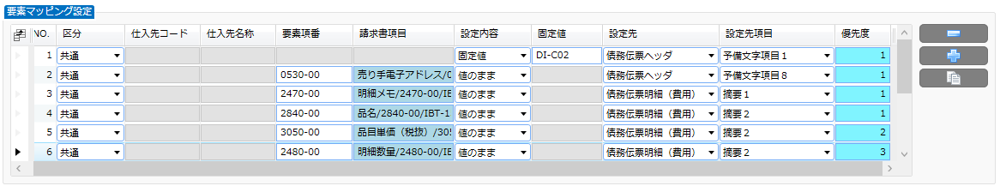 要素マッピング設定
NO. 区分 仕入先コード 仕入先名称 要素項番 請求書項目 設定内容 固定値 設定先 設定先項目 優先度
1 共通 固定値 DI-C02 債務伝票ヘッダ 予備文字項目1 1
2 共通 0530-00 売り手電子アドレス/0 値のまま 債務伝票ヘッダ 予備文字項目8 1
3 共通 2470-00 明細メモ/2470-00/IB 値のまま 債務伝票明細（費用） 摘要1 1
4 共通 2840-00 品名/2840-00/IBT-1 値のまま 債務伝票明細（費用） 摘要2 1
5 共通 3050-00 品目単価（税抜）/305 値のまま 債務伝票明細（費用） 摘要2 2
6 共通 2480-00 明細数量/2480-00/IB 値のまま 債務伝票明細（費用） 摘要2 3